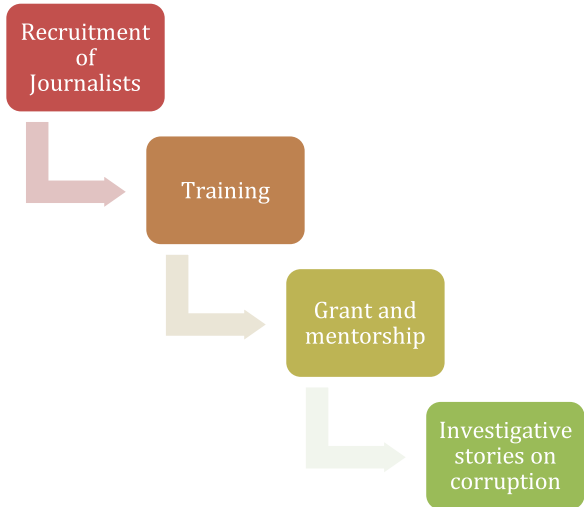 Recruitment
of
Journalists
Training
Grant and
mentorship
Investigative
stories on
corruption